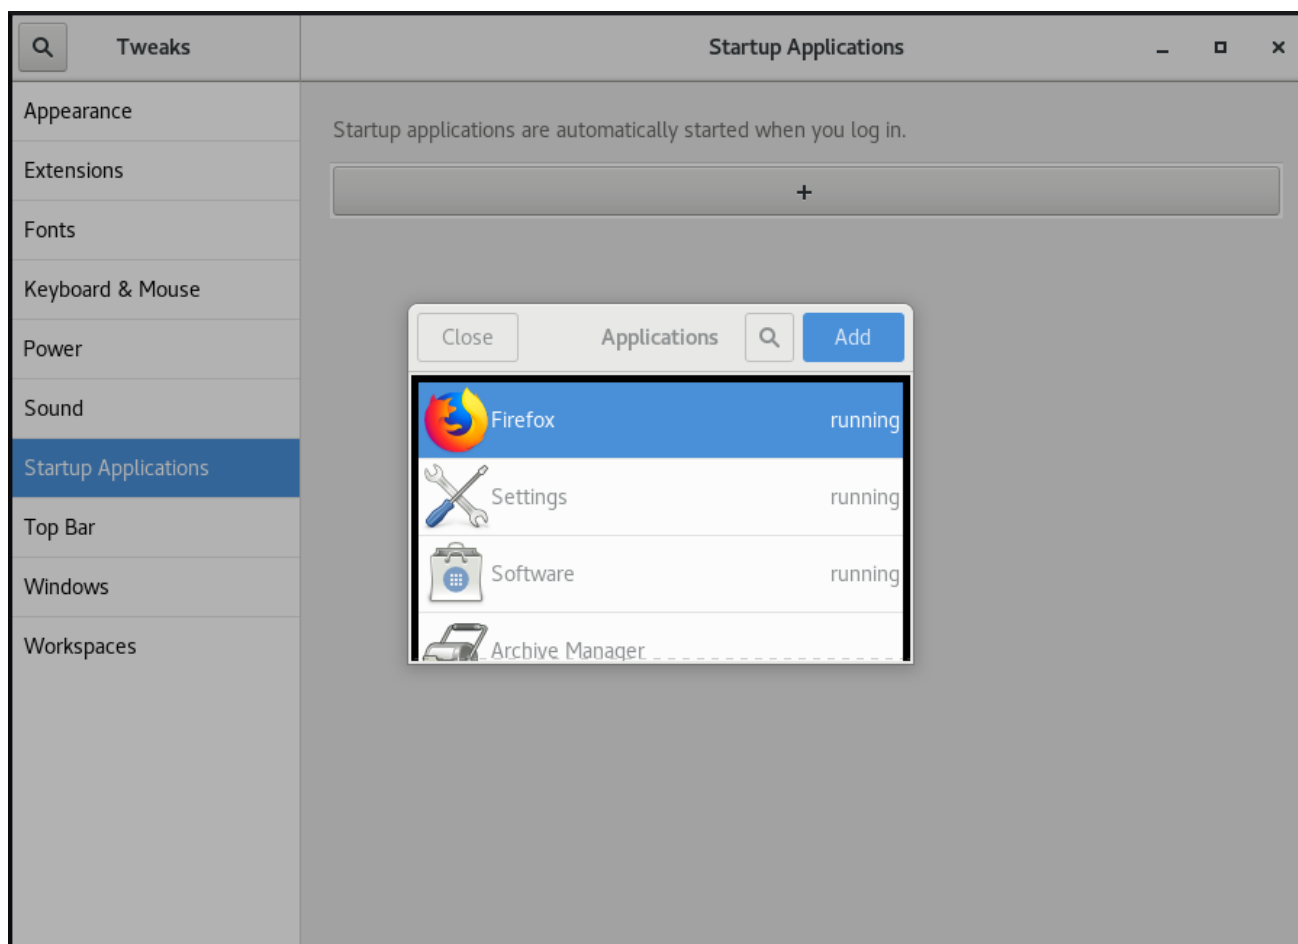 Tweaks
Startup Applications
Appearance
Extensions
Fonts
Keyboard & Mouse
Power
Sound
Startup Applications
Top Bar
Windows
Workspaces
Startup applications are automatically started when you log in.
+
Close
Applications
Add
Firefox running
Settings running
Software running
Archive Manager